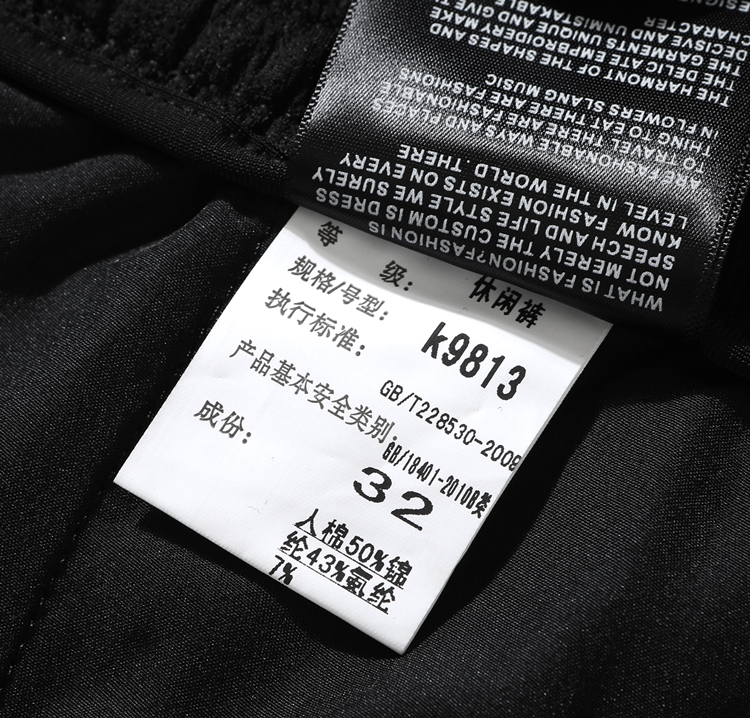 等 级: 休闲裤
规格/号型: k9813
执行标准: GB/T228530-2009
产品基本安全类别: GB/18401-2010B类
32
成份:
人棉50%锦
纶43%氨纶
7%
WHAT IS FASHION?FASHION IS
NOT MERELY THE CUSTOM IS DRESS
SPEECH AND LIFE STYLE WE SURELY
KNOW FASHION EXISTS ON EVERY
LEVEL IN THE WORLD.THERE
ARE FASHIONABLE WAYS AND PLACES
TO TRAVEL THERE ARE FASHIONABLE
THING TO EAT THERE ARE FASHIONS
IN FLOWERS SLANG MUSIC
THE HARMONT OF THE SHAPES AND
THE DELICATE EMPBROIDERY MAKE
THE GARMENTS UNIQUE AND GIVE
DECISVE AND UNMISTAKABLE
CHARACTER